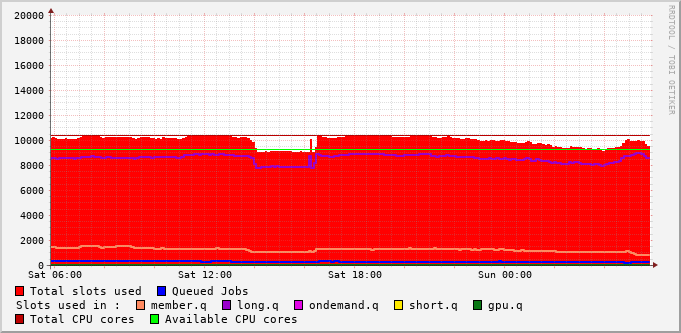 20000
18000
16000
14000
12000
10000
8000
6000
4000
2000
0
Sat 06:00 Sat 12:00 Sat 18:00 Sun 00:00
Total slots used Queued Jobs
Slots used in : member.q long.q ondemand.q short.q gpu.q
Total CPU cores Available CPU cores
RRDTOOL / TOBI OETIKER